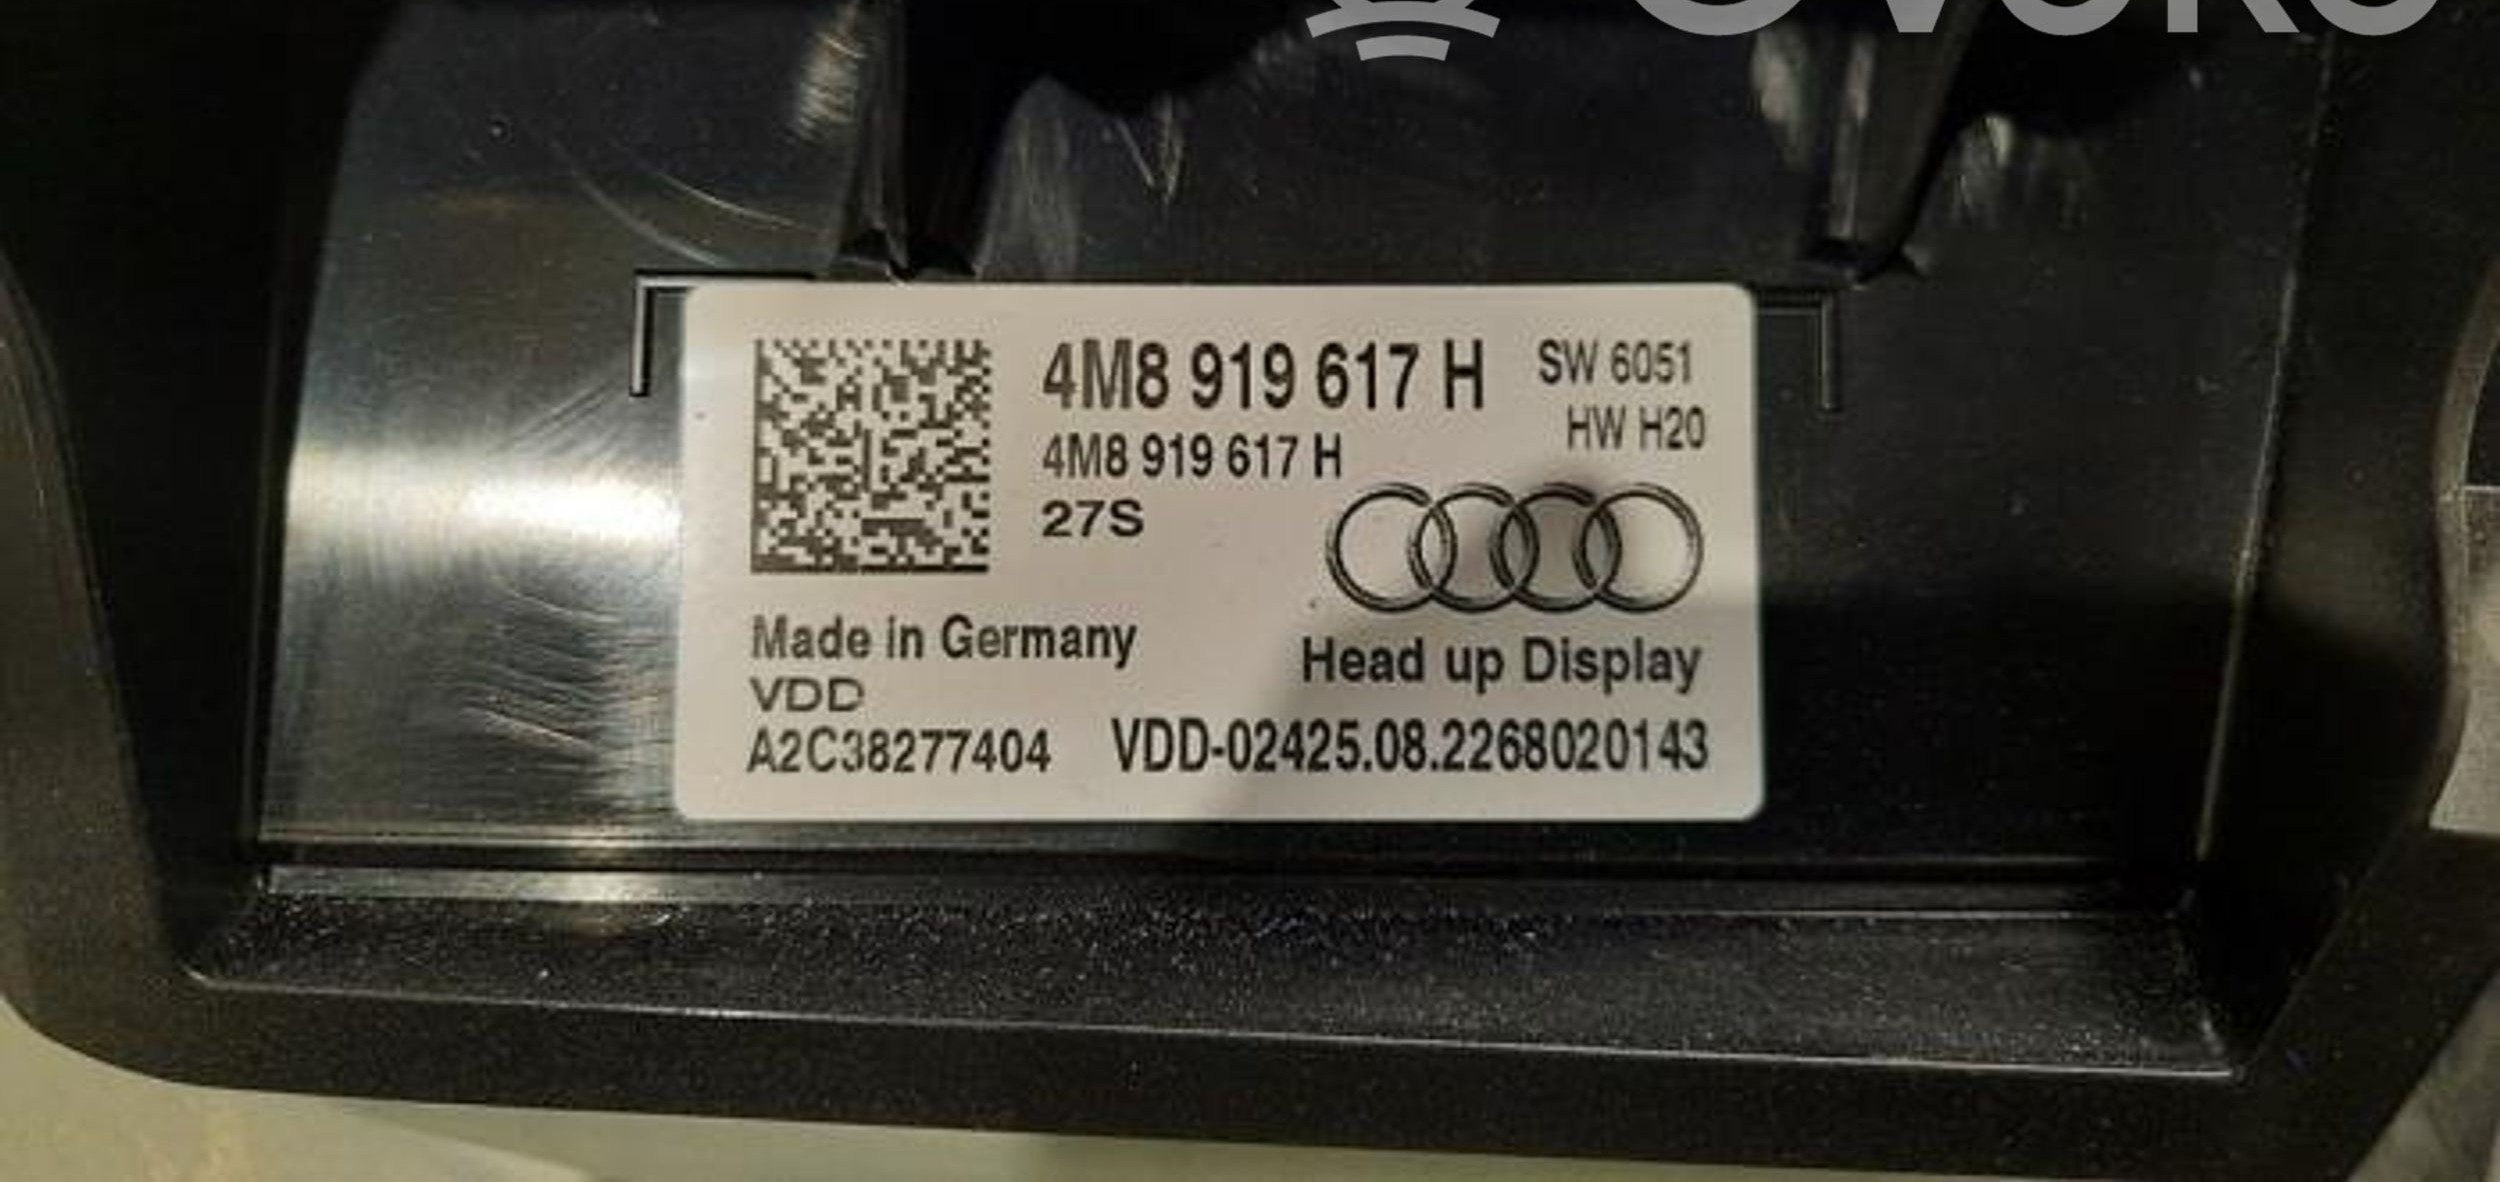 4M8 919 617 H SW 6051
HW H20
4M8 919 617 H
27S
Made in Germany
Head up Display
VDD
A2C38277404 VDD-02425.08.2268020143